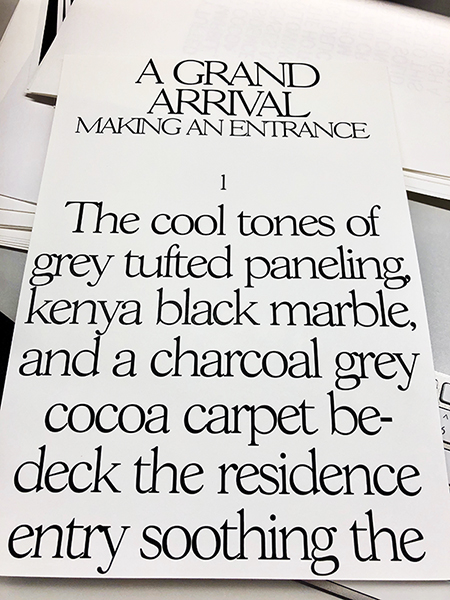 A GRAND
ARRIVAL
MAKING AN ENTRANCE
1
The cool tones of
grey tufted paneling,
kenya black marble,
and a charcoal grey
cocoa carpet be-
deck the residence
entry soothing the